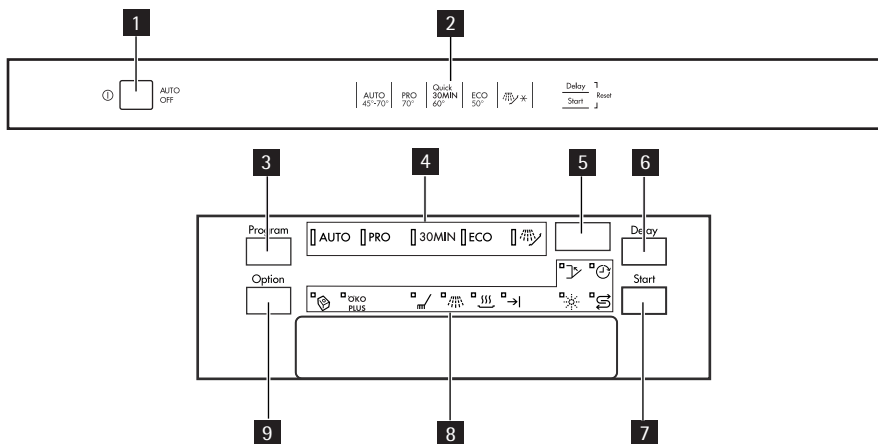 1 2
AUTO OFF
AUTO 45°-70°
PRO 70°
Quick 30MIN 60°
ECO 50°
Delay
Start
Reset
3 4 5 6
Program
AUTO PRO 30MIN ECO
Delay
Option
ÖKO PLUS
Start
9 8 7